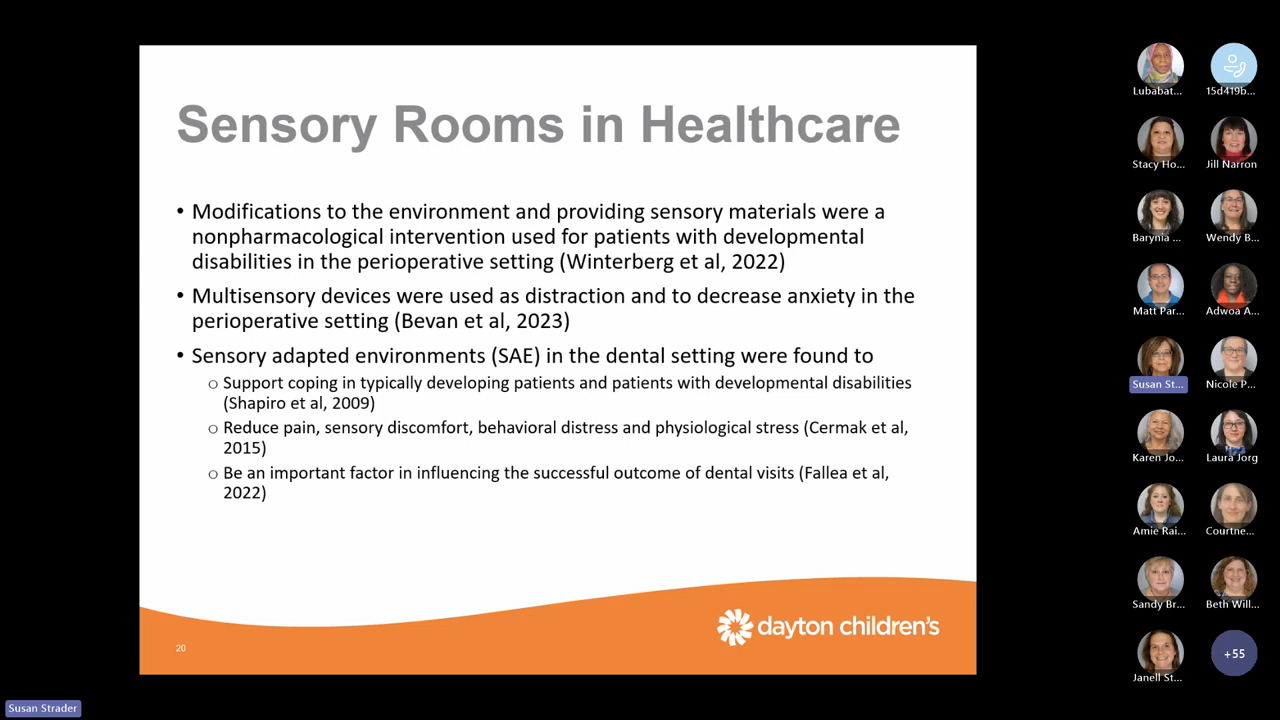 Sensory Rooms in Healthcare
• Modifications to the environment and providing sensory materials were a
nonpharmacological intervention used for patients with developmental
disabilities in the perioperative setting (Winterberg et al, 2022)
• Multisensory devices were used as distraction and to decrease anxiety in the
perioperative setting (Bevan et al, 2023)
• Sensory adapted environments (SAE) in the dental setting were found to
○ Support coping in typically developing patients and patients with developmental disabilities
(Shapiro et al, 2009)
○ Reduce pain, sensory discomfort, behavioral distress and physiological stress (Cermak et al,
2015)
○ Be an important factor in influencing the successful outcome of dental visits (Fallea et al,
2022)
20
dayton children's
Lubabat...
15d419b...
Stacy Ho...
Jill Narron
Barynia ...
Wendy B...
Matt Par...
Adwoa A...
Susan St...
Nicole P...
Karen Jo...
Laura Jorg
Amie Rai...
Courtne...
Sandy Br...
Beth Will...
Janell St...
+55
Susan Strader